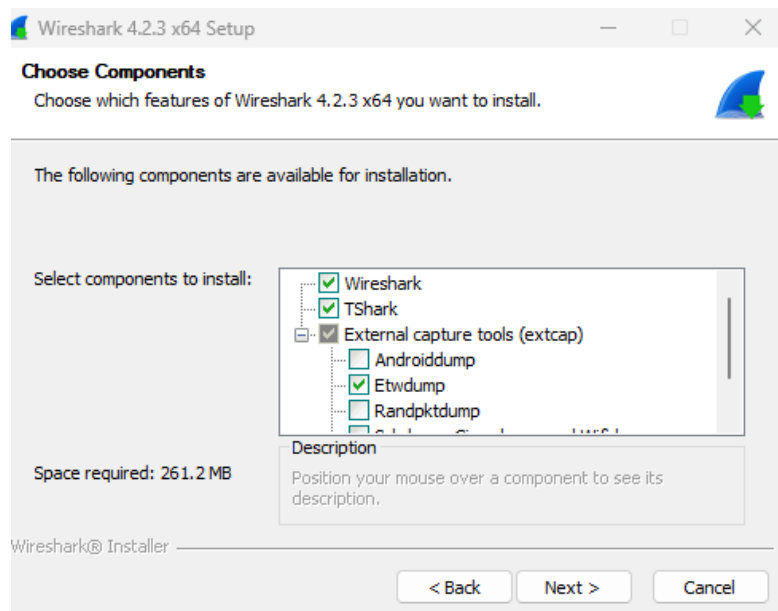 Wireshark 4.2.3 x64 Setup
Choose Components
Choose which features of Wireshark 4.2.3 x64 you want to install.
The following components are available for installation.
Select components to install:
Wireshark
TShark
External capture tools (extcap)
Androiddump
Etwdump
Randpktdump
Space required: 261.2 MB
Description
Position your mouse over a component to see its
description.
Wireshark® Installer
< Back
Next >
Cancel